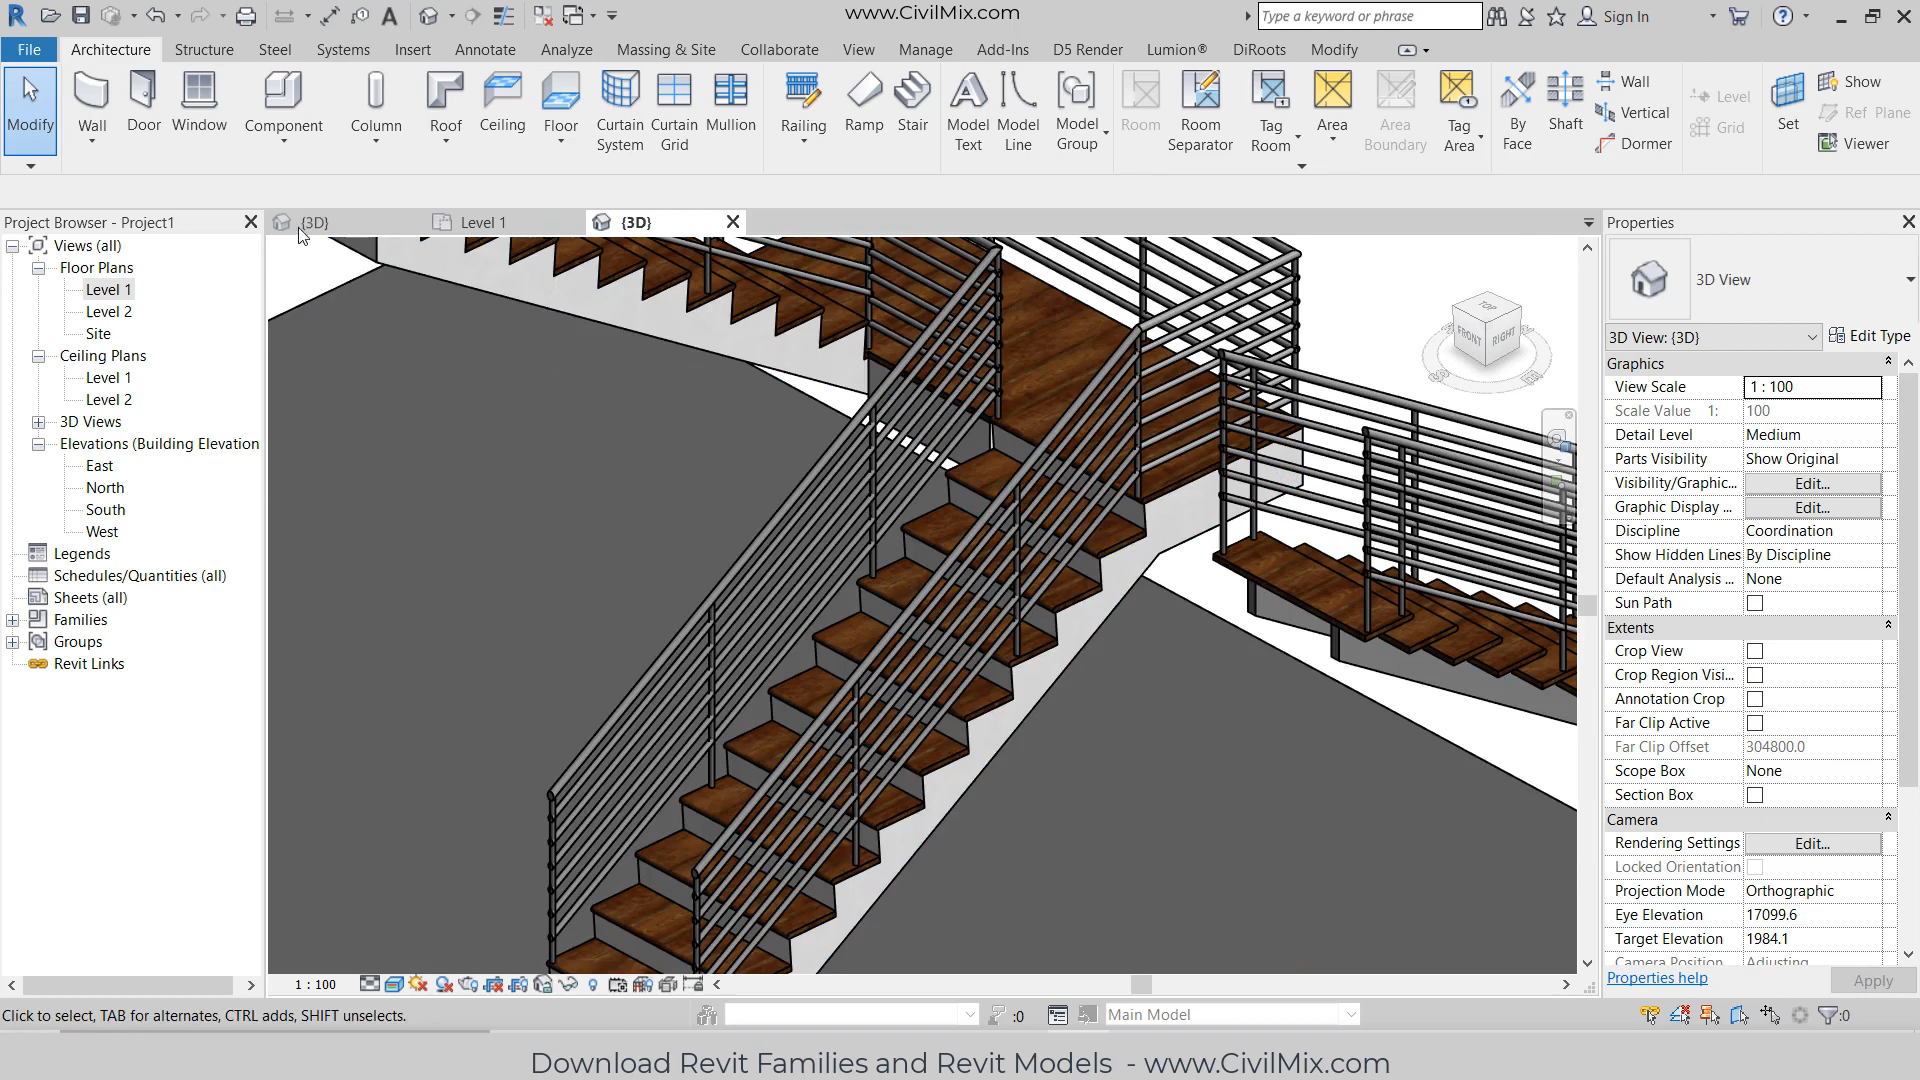 www.CivilMix.com
Type a keyword or phrase
Sign In
File Architecture Structure Steel Systems Insert Annotate Analyze Massing & Site Collaborate View Manage Add-Ins D5 Render Lumion® DiRoots Modify
Modify
Wall
Door
Window
Component
Column
Roof
Ceiling
Floor
Curtain System
Curtain Grid
Mullion
Railing
Ramp
Stair
Model Text
Model Line
Model Group
Room
Room Separator
Tag Room
Area
Area Boundary
Tag Area
By Face
Shaft
Wall
Vertical
Dormer
Level
Grid
Set
Show
Ref Plane
Viewer
Project Browser - Project1
Views (all)
Floor Plans
Level 1
Level 2
Site
Ceiling Plans
Level 1
Level 2
3D Views
Elevations (Building Elevation
East
North
South
West
Legends
Schedules/Quantities (all)
Sheets (all)
Families
Groups
Revit Links
{3D}
Level 1
{3D}
TOP
FRONT
RIGHT
Properties
3D View
3D View: {3D}
Edit Type
Graphics
View Scale 1 : 100
Scale Value 1: 100
Detail Level Medium
Parts Visibility Show Original
Visibility/Graphic... Edit...
Graphic Display ... Edit...
Discipline Coordination
Show Hidden Lines By Discipline
Default Analysis ... None
Sun Path
Extents
Crop View
Crop Region Visi...
Annotation Crop
Far Clip Active
Far Clip Offset 304800.0
Scope Box None
Section Box
Camera
Rendering Settings Edit...
Locked Orientation
Projection Mode Orthographic
Eye Elevation 17099.6
Target Elevation 1984.1
Camera Position Adjusting
Properties help
Apply
1 : 100
Click to select, TAB for alternates, CTRL adds, SHIFT unselects.
:0
Main Model
:0
Download Revit Families and Revit Models - www.CivilMix.com